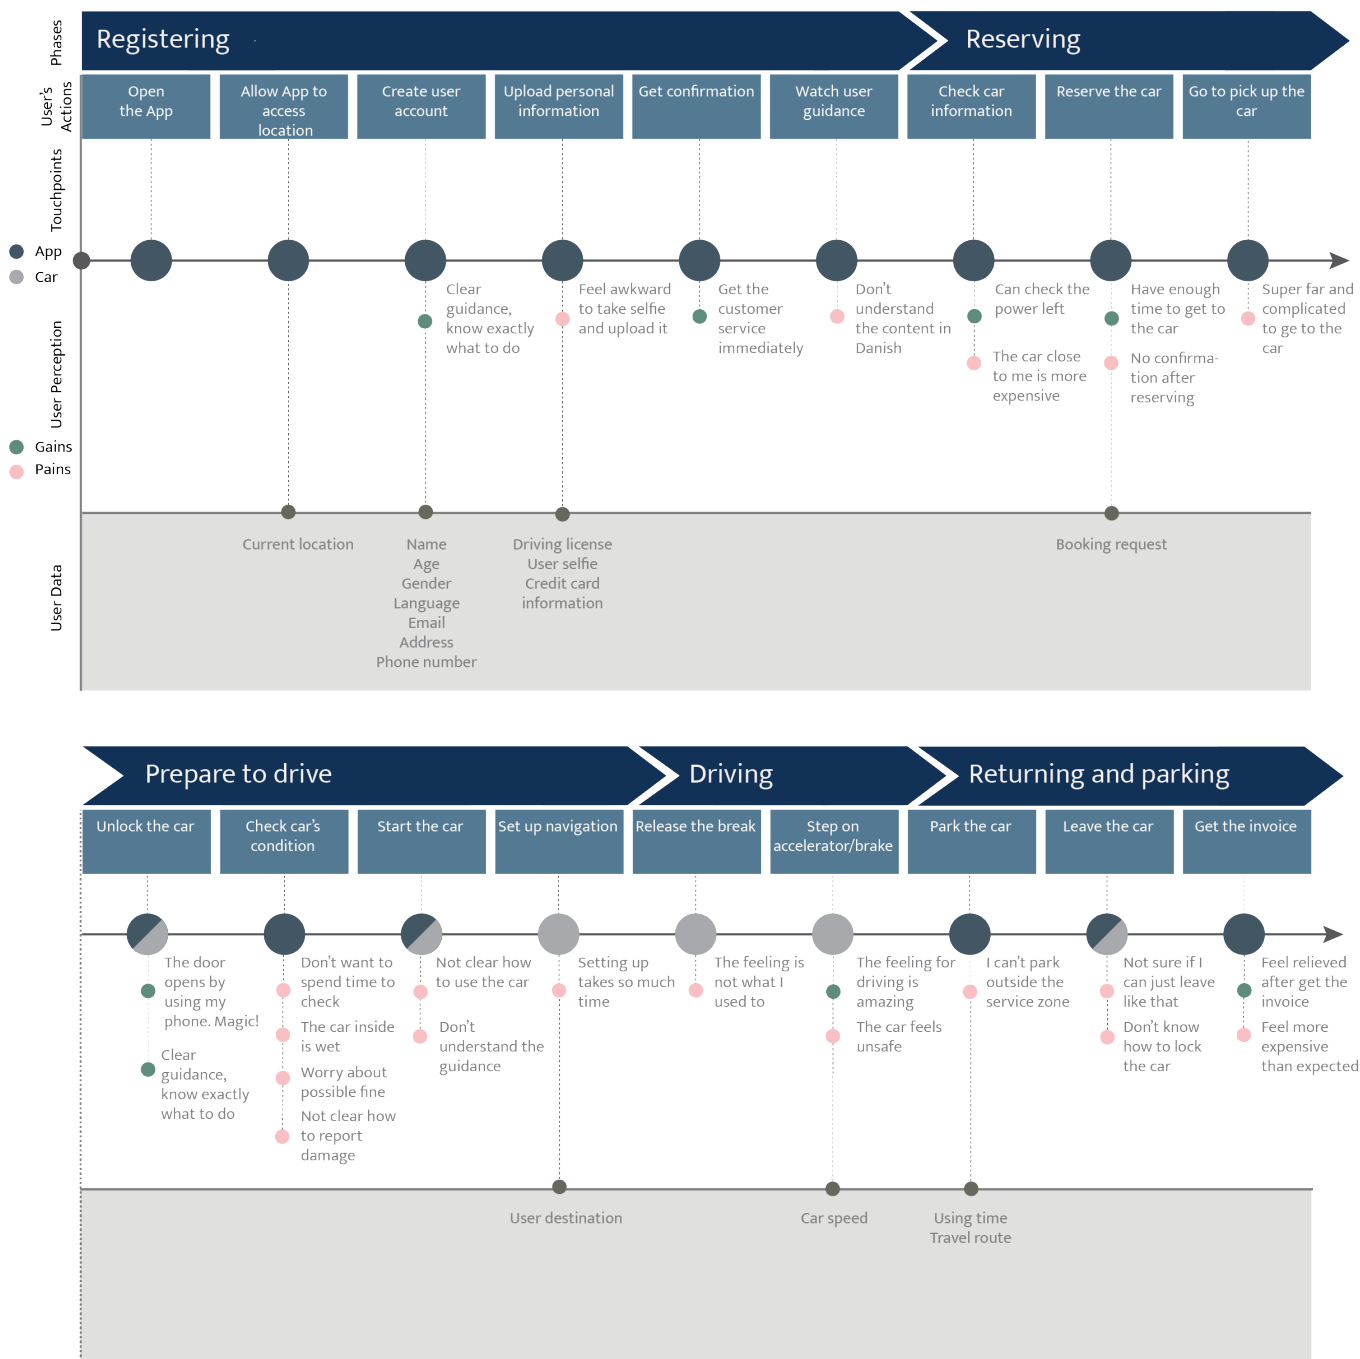 Phases
Registering
Reserving
User's
Actions
Open
the App
Allow App to
access
location
Create user
account
Upload personal
information
Get confirmation
Watch user
guidance
Check car
information
Reserve the car
Go to pick up the
car
Touchpoints
App
Car
User Perception
Gains
Pains
Clear
guidance,
know exactly
what to do
Feel awkward
to take selfie
and upload it
Get the
customer
service
immediately
Don't
understand
the content in
Danish
Can check the
power left
The car close
to me is more
expensive
Have enough
time to get to
the car
No confirma-
tion after
reserving
Super far and
complicated
to ge to the
car
User Data
Current location
Name
Age
Gender
Language
Email
Address
Phone number
Driving license
User selfie
Credit card
information
Booking request
Prepare to drive
Driving
Returning and parking
Unlock the car
Check car's
condition
Start the car
Set up navigation
Release the break
Step on
accelerator/brake
Park the car
Leave the car
Get the invoice
The door
opens by
using my
phone. Magic!
Clear
guidance,
know exactly
what to do
Don't want to
spend time to
check
The car inside
is wet
Worry about
possible fine
Not clear how
to report
damage
Not clear how
to use the car
Don't
understand the
guidance
Setting up
takes so much
time
The feeling is
not what I
used to
The feeling for
driving is
amazing
The car feels
unsafe
I can't park
outside the
service zone
Not sure if I
can just leave
like that
Don't know
how to lock
the car
Feel relieved
after get the
invoice
Feel more
expensive
than expected
User destination
Car speed
Using time
Travel route